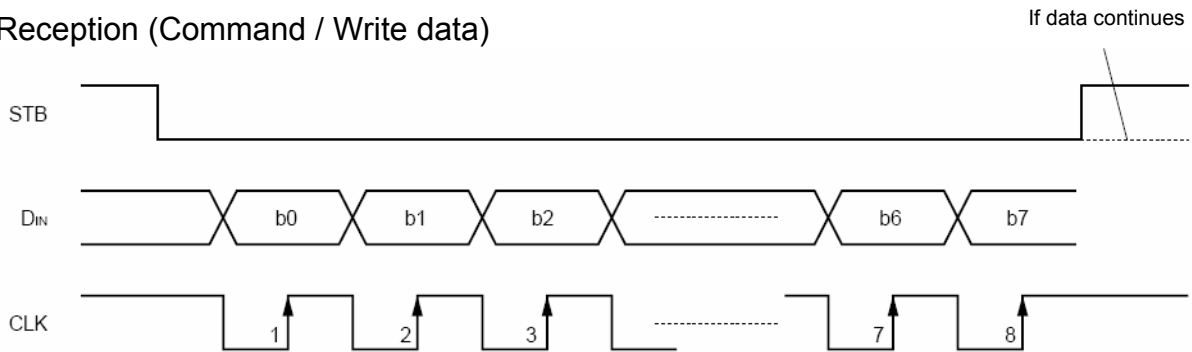 Reception (Command / Write data)
If data continues
STB
DIN b0 b1 b2 b6 b7
CLK 1 2 3 7 8